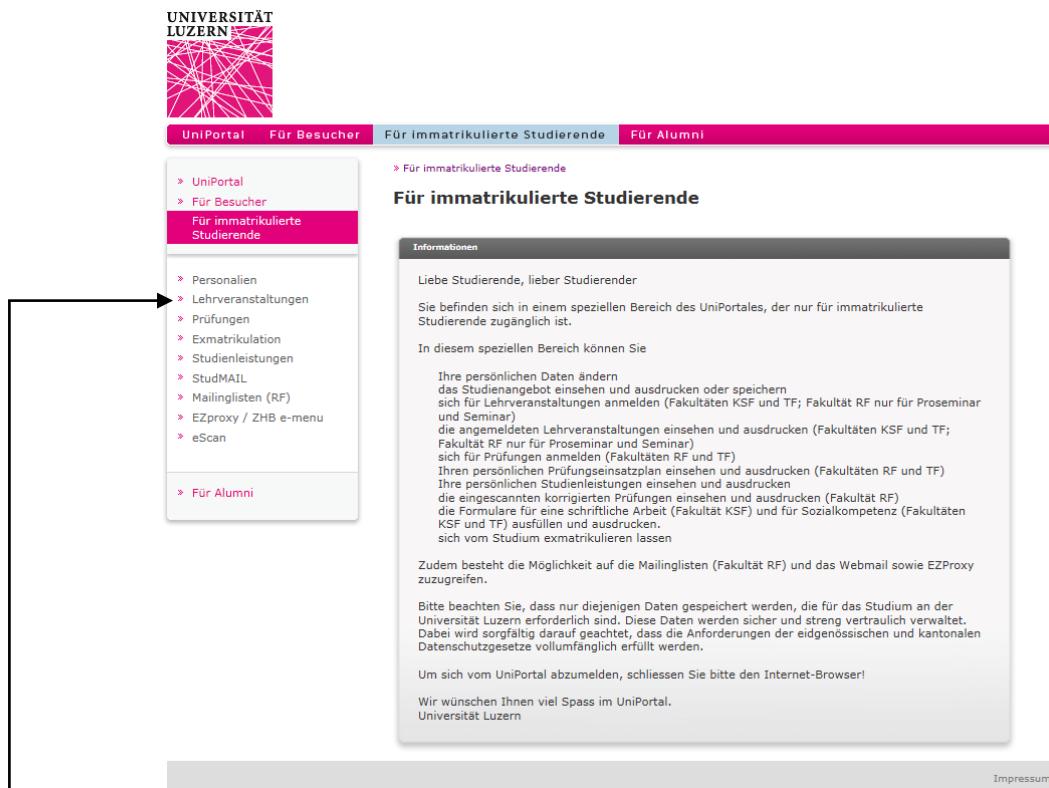 UNIVERSITÄT
LUZERN
UniPortal Für Besucher Für immatrikulierte Studierende Für Alumni
» UniPortal
» Für Besucher
Für immatrikulierte
Studierende
» Personalien
» Lehrveranstaltungen
» Prüfungen
» Exmatrikulation
» Studienleistungen
» StudMAIL
» Mailinglisten (RF)
» EZproxy / ZHB e-menu
» eScan
» Für Alumni
» Für immatrikulierte Studierende
Für immatrikulierte Studierende
Informationen
Liebe Studierende, lieber Studierender
Sie befinden sich in einem speziellen Bereich des UniPortales, der nur für immatrikulierte
Studierende zugänglich ist.
In diesem speziellen Bereich können Sie
Ihre persönlichen Daten ändern
das Studienangebot einsehen und ausdrucken oder speichern
sich für Lehrveranstaltungen anmelden (Fakultäten KSF und TF; Fakultät RF nur für Proseminar
und Seminar)
die angemeldeten Lehrveranstaltungen einsehen und ausdrucken (Fakultäten KSF und TF;
Fakultät RF nur für Proseminar und Seminar)
sich für Prüfungen anmelden (Fakultäten RF und TF)
Ihren persönlichen Prüfungseinsatzplan einsehen und ausdrucken (Fakultäten RF und TF)
Ihre persönlichen Studienleistungen einsehen und ausdrucken
die eingescannten korrigierten Prüfungen einsehen und ausdrucken (Fakultät RF)
die Formulare für eine schriftliche Arbeit (Fakultät KSF) und für Sozialkompetenz (Fakultäten
KSF und TF) ausfüllen und ausdrucken.
sich vom Studium exmatrikulieren lassen
Zudem besteht die Möglichkeit auf die Mailinglisten (Fakultät RF) und das Webmail sowie EZProxy
zuzugreifen.
Bitte beachten Sie, dass nur diejenigen Daten gespeichert werden, die für das Studium an der
Universität Luzern erforderlich sind. Diese Daten werden sicher und streng vertraulich verwaltet.
Dabei wird sorgfältig darauf geachtet, dass die Anforderungen der eidgenössischen und kantonalen
Datenschutzgesetze vollumfänglich erfüllt werden.
Um sich vom UniPortal abzumelden, schliessen Sie bitte den Internet-Browser!
Wir wünschen Ihnen viel Spass im UniPortal.
Universität Luzern
Impressum